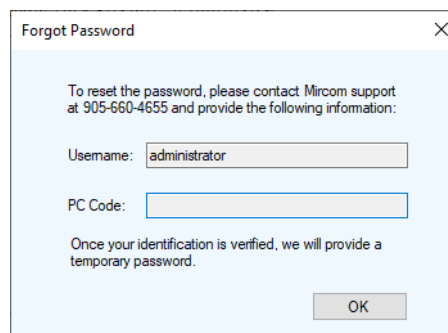 Forgot Password
To reset the password, please contact Mircom support
at 905-660-4655 and provide the following information:
Username: administrator
PC Code:
Once your identification is verified, we will provide a
temporary password.
OK